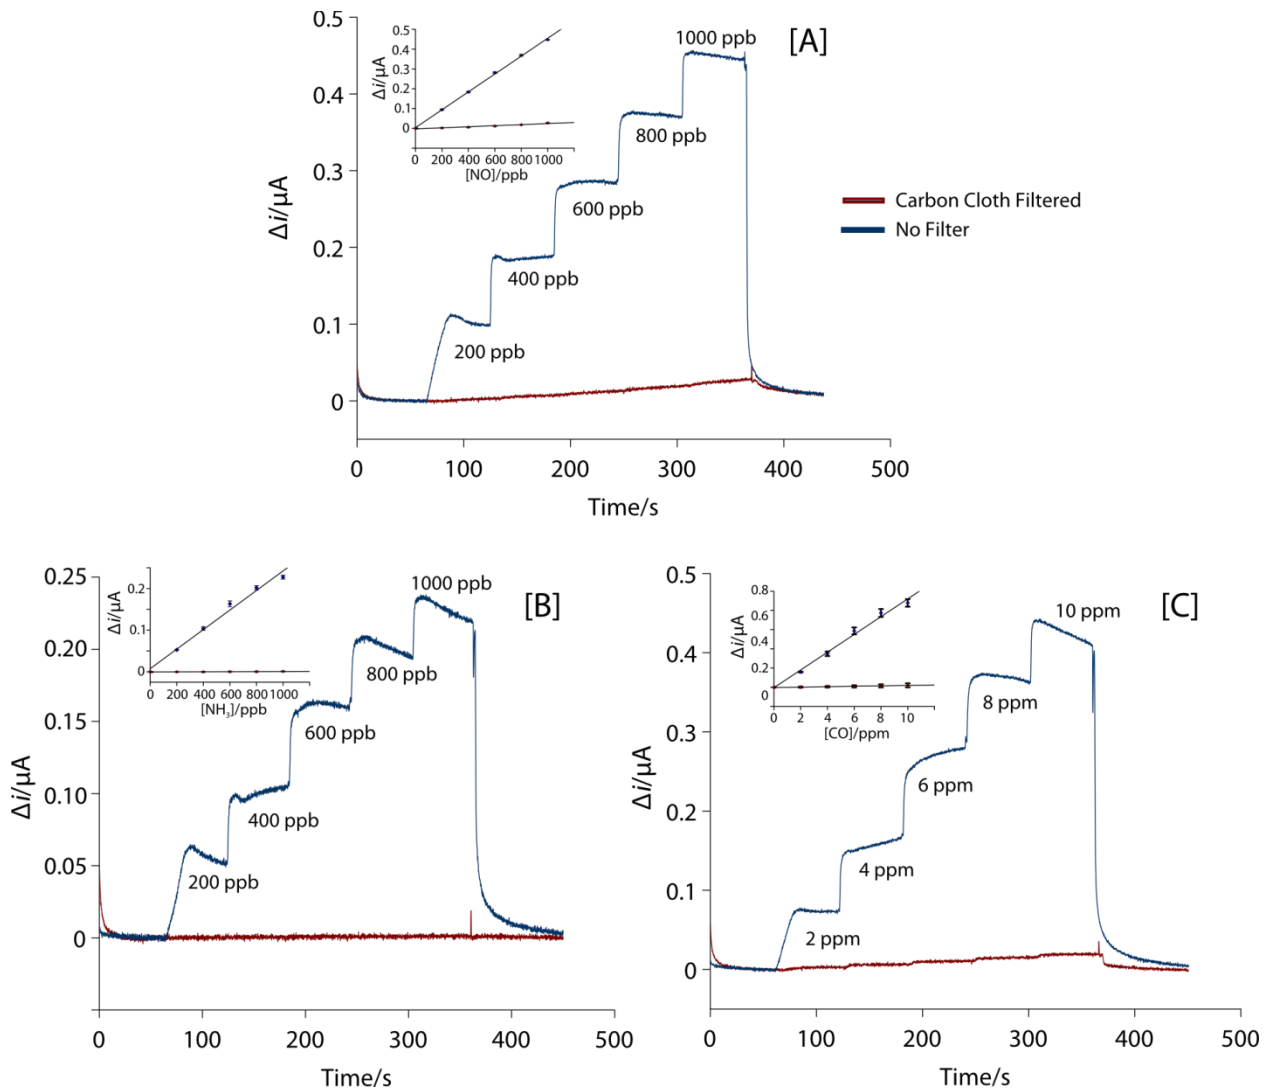 [A]
Δi/μA
0.5
0.4
0.3
0.2
0.1
0
0 100 200 300 400 500
Time/s
200 ppb
400 ppb
600 ppb
800 ppb
1000 ppb
Δi/μA
0.5
0.4
0.3
0.2
0.1
0
0 200 400 600 800 1000
[NO]/ppb
Carbon Cloth Filtered
No Filter
[B]
Δi/μA
0.25
0.20
0.15
0.10
0.05
0
0 100 200 300 400 500
Time/s
200 ppb
400 ppb
600 ppb
800 ppb
1000 ppb
Δi/μA
0.2
0.1
0
0 200 400 600 800 1000
[NH₃]/ppb
[C]
Δi/μA
0.5
0.4
0.3
0.2
0.1
0
0 100 200 300 400 500
Time/s
2 ppm
4 ppm
6 ppm
8 ppm
10 ppm
Δi/μA
0.8
0.6
0.4
0.2
0
0 2 4 6 8 10
[CO]/ppm